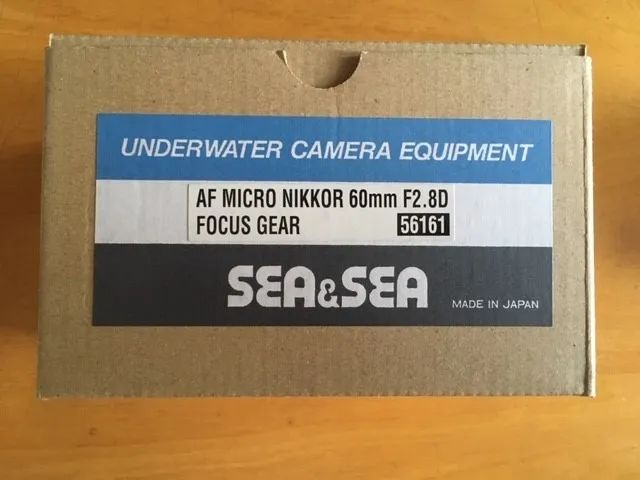 UNDERWATER CAMERA EQUIPMENT
AF MICRO NIKKOR 60mm F2.8D
FOCUS GEAR 56161
SEA&SEA
MADE IN JAPAN